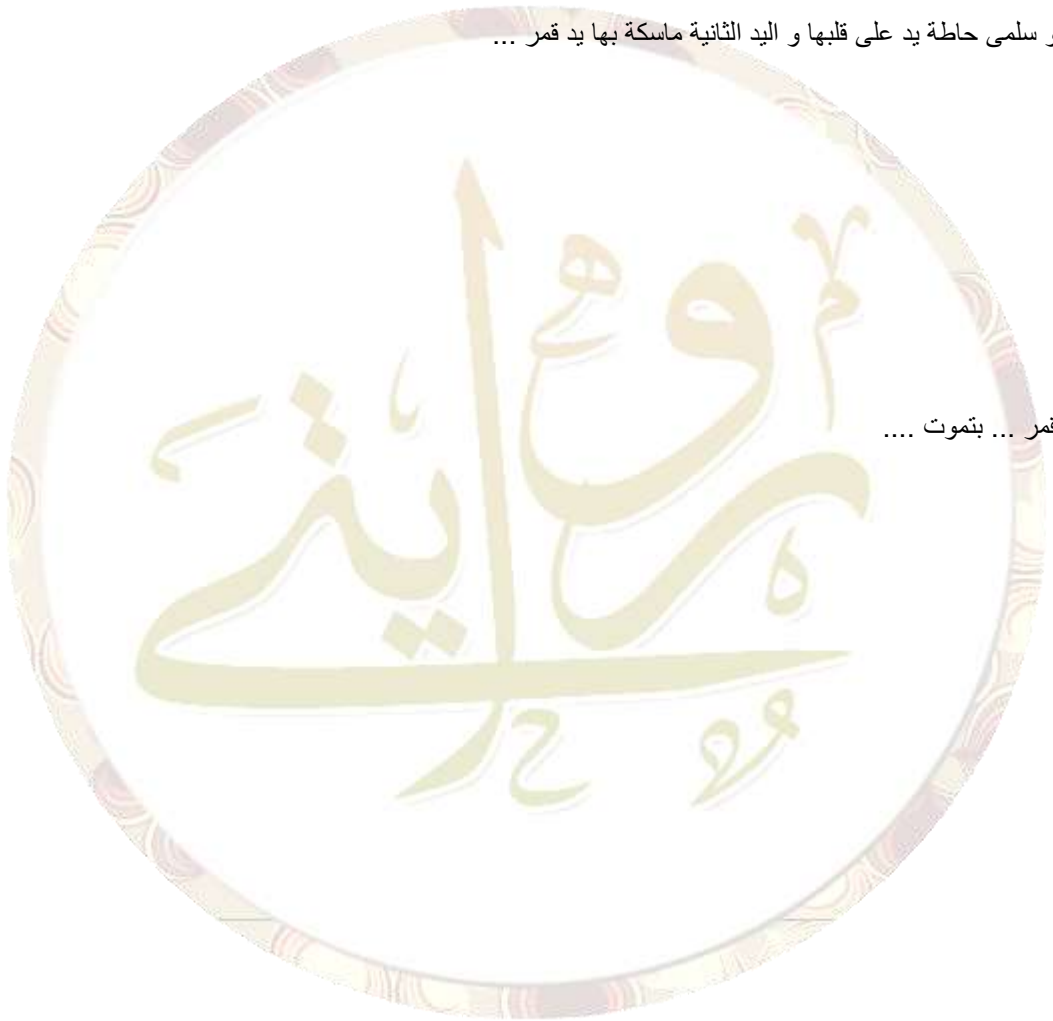 و سلمى حاطة يد على قلبها و اليد الثانية ماسكة بها يد قمر ...
قمر ... بتموت ....
روايتي